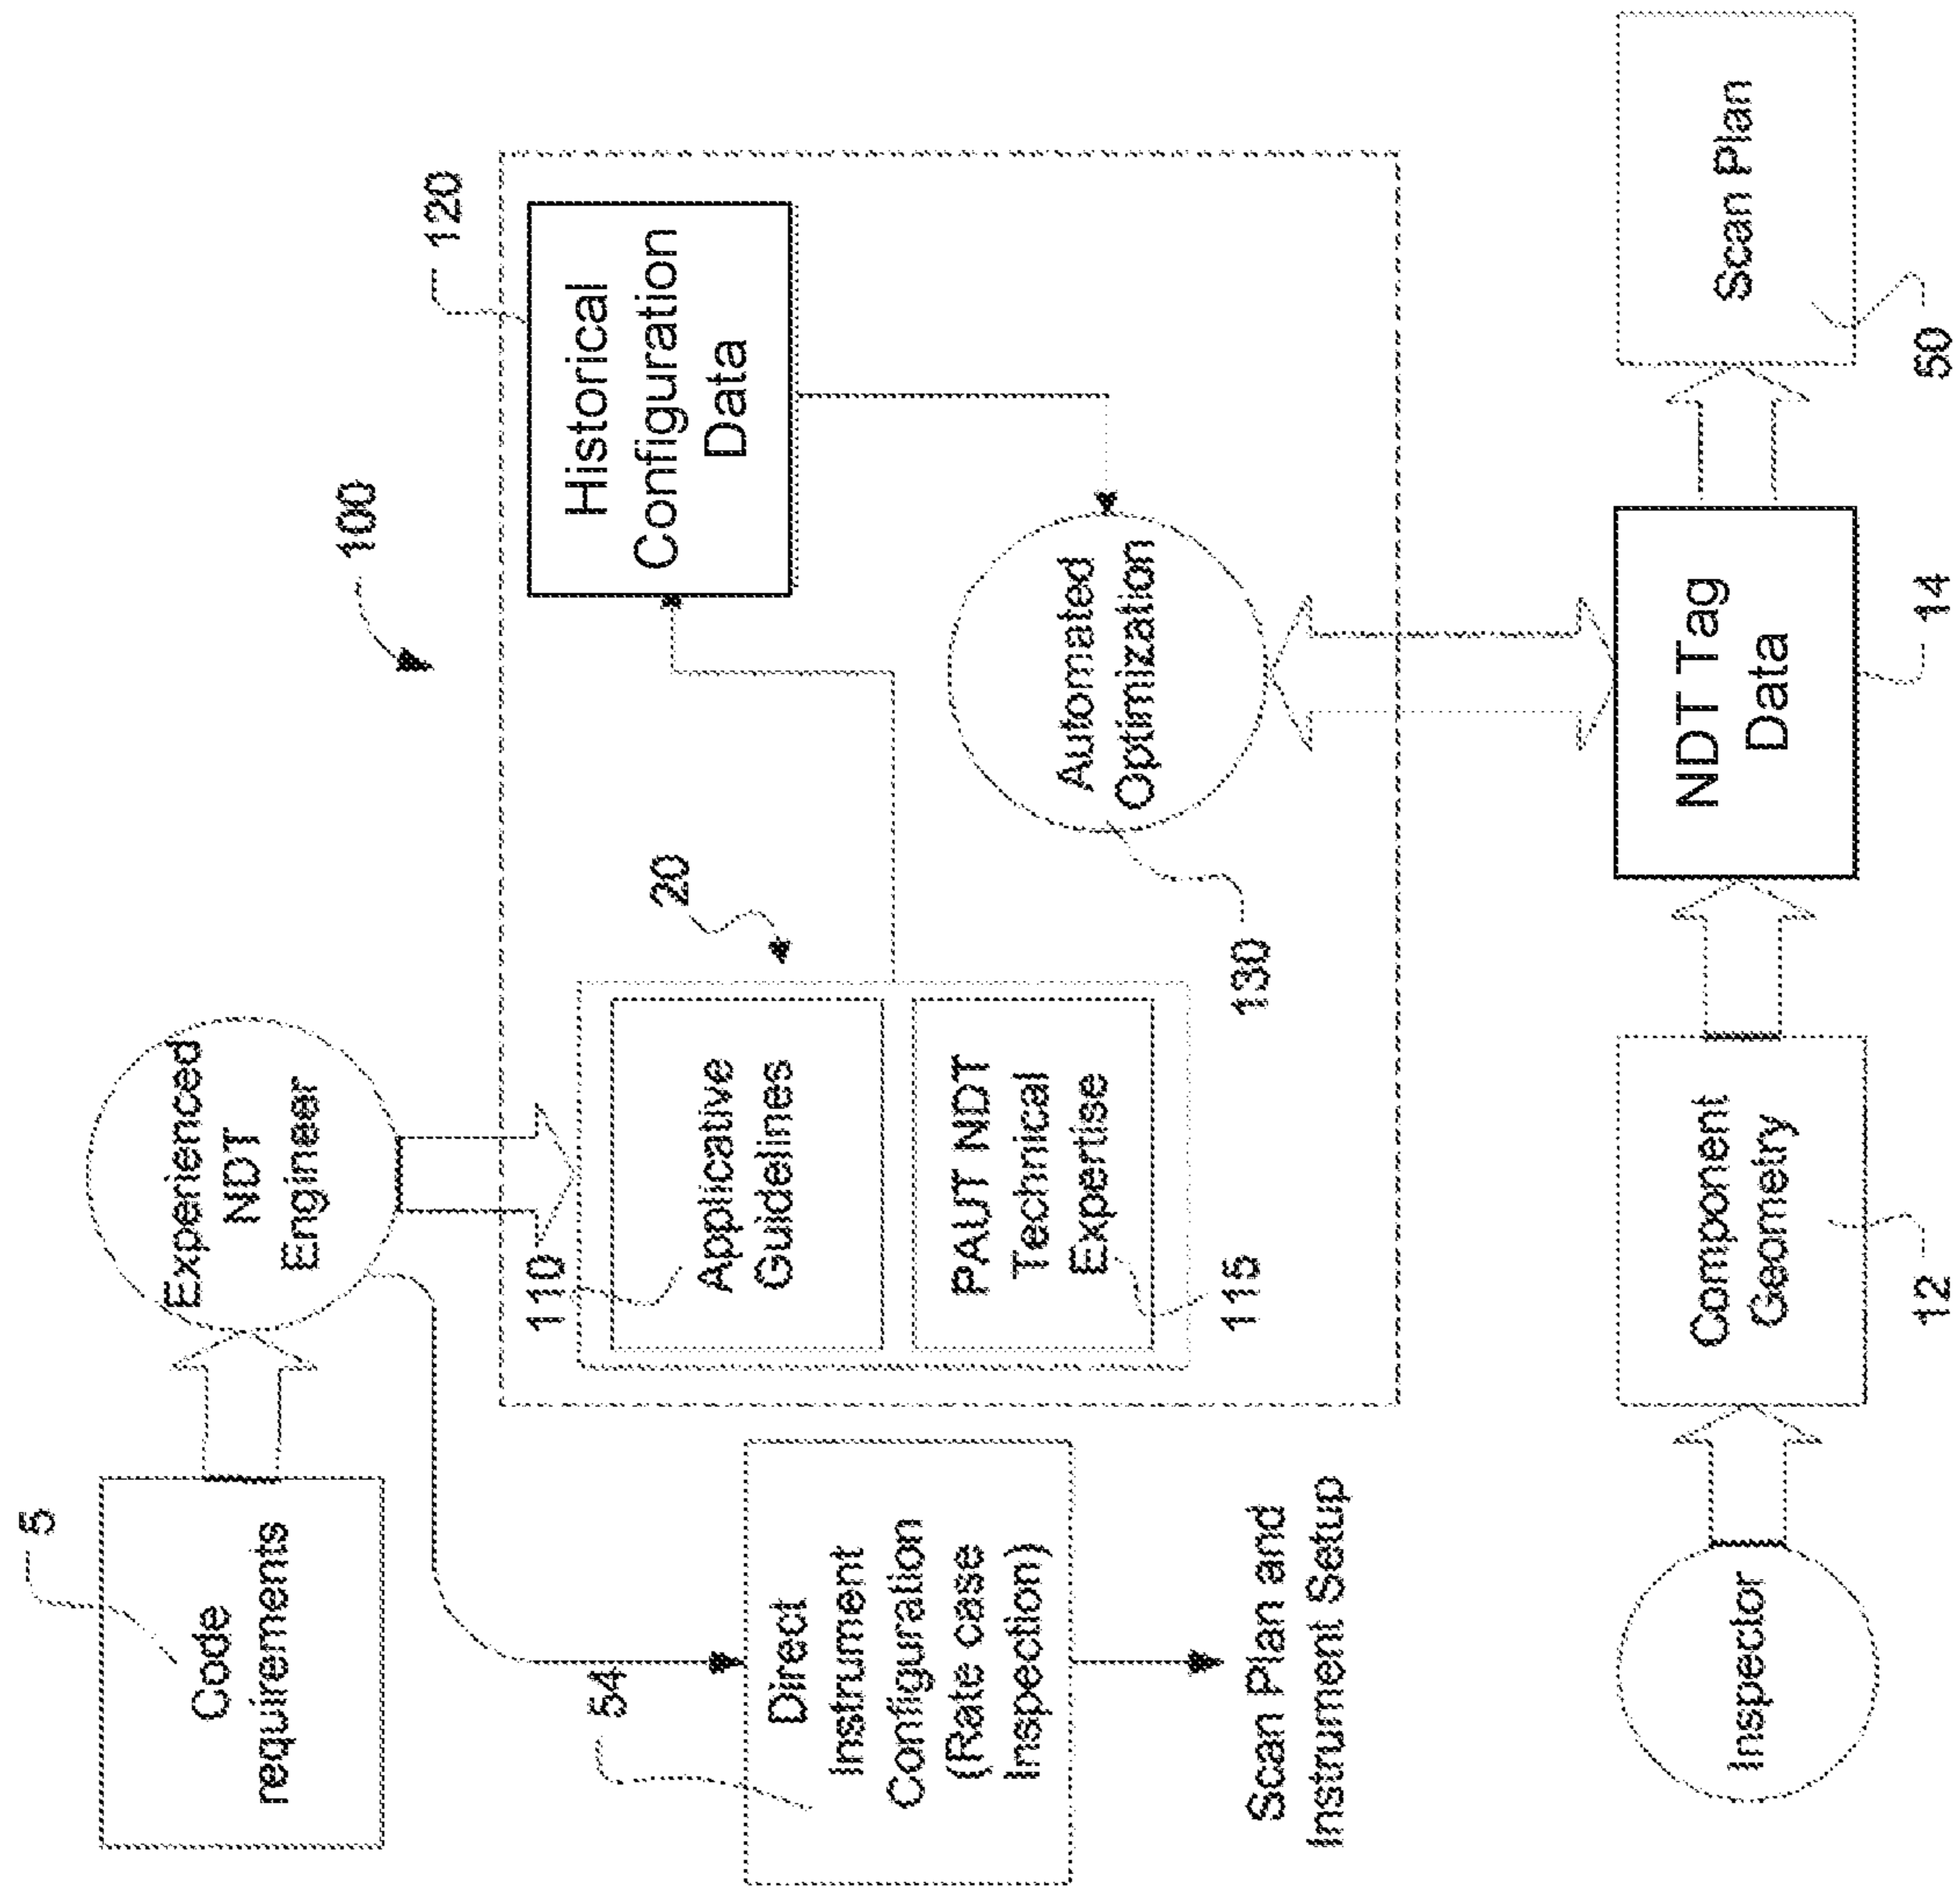 5
Code
requirements
Experienced
NDT
Engineer
100
120
Historical
Configuration
Data
54
Direct
Instrument
Configuration
(Rate case
Inspection)
110
Applicative
Guidelines
20
PAUT NDT
Technical
Expertise
115
Automated
Optimization
130
Scan Plan and
Instrument Setup
Inspector
Component
Geometry
12
NDT Tag
Data
14
Scan Plan
50